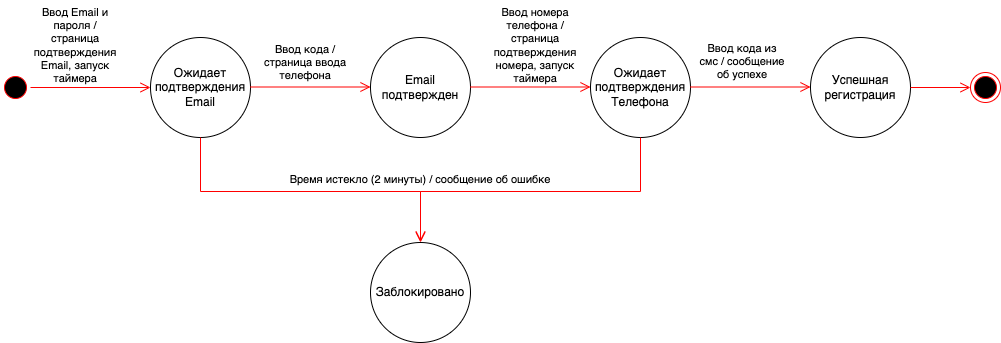 Ввод Email и
пароля /
страница
подтверждения
Email, запуск
таймера
Ожидает
подтверждения
Email
Ввод кода /
страница ввода
телефона
Email
подтвержден
Ввод номера
телефона /
страница
подтверждения
номера, запуск
таймера
Ожидает
подтверждения
Телефона
Ввод кода из
смс / сообщение
об успехе
Успешная
регистрация
Время истекло (2 минуты) / сообщение об ошибке
Заблокировано